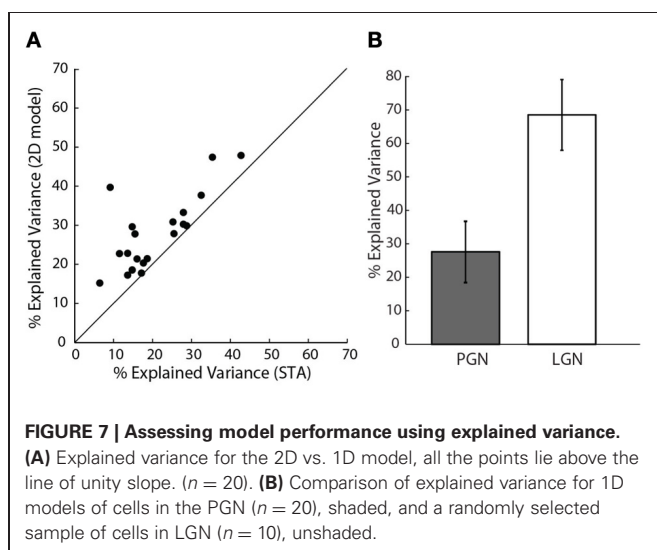 A
B
70
60
50
40
30
20
10
0
% Explained Variance (2D model)
0 10 20 30 40 50 60 70
% Explained Variance (STA)
80
70
60
50
40
30
20
10
0
% Explained Variance
PGN LGN
FIGURE 7 | Assessing model performance using explained variance.
(A) Explained variance for the 2D vs. 1D model, all the points lie above the
line of unity slope. (n = 20). (B) Comparison of explained variance for 1D
models of cells in the PGN (n = 20), shaded, and a randomly selected
sample of cells in LGN (n = 10), unshaded.